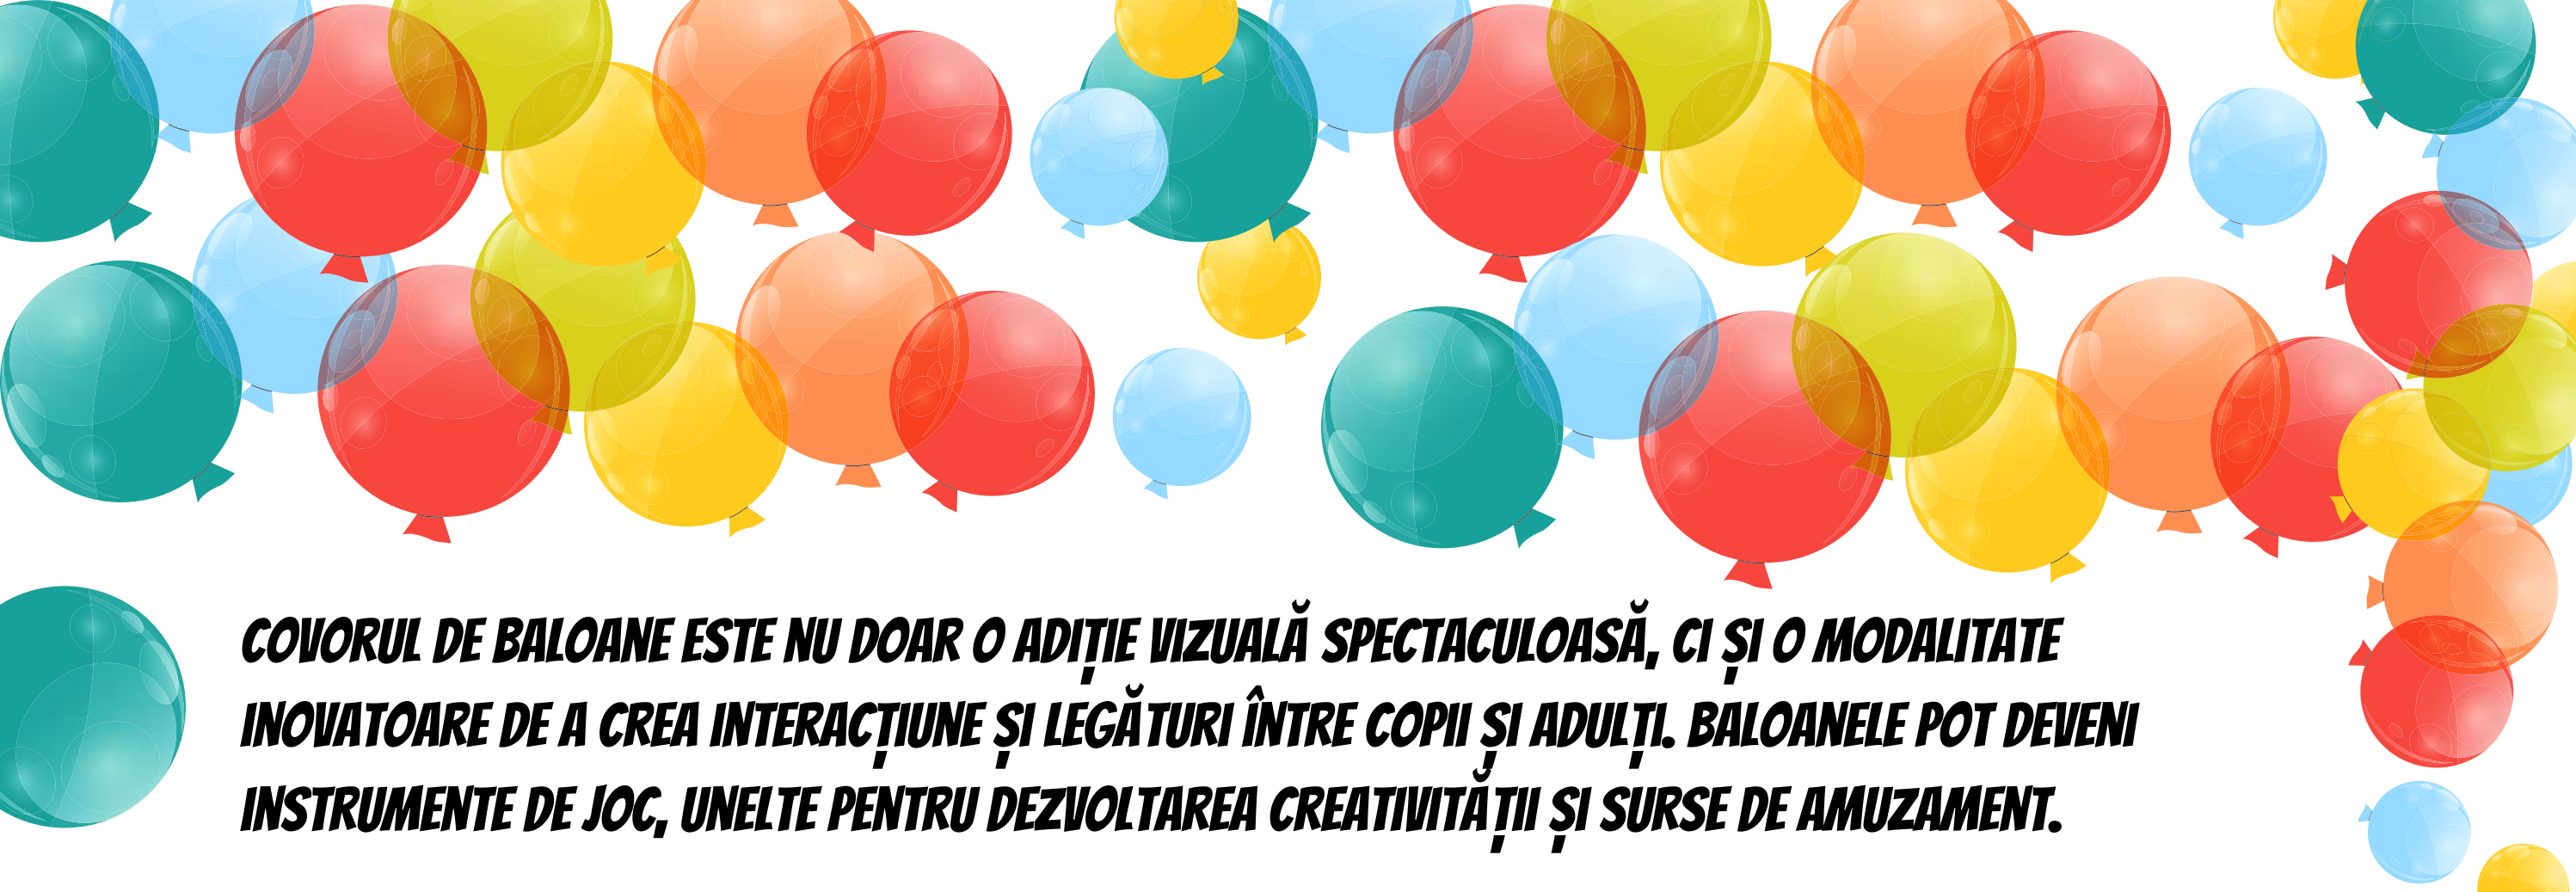 COVORUL DE BALOANE ESTE NU DOAR O ADIȚIE VIZUALĂ SPECTACULOASĂ, CI ȘI O MODALITATE
INOVATOARE DE A CREA INTERACȚIUNE ȘI LEGĂTURI ÎNTRE COPII ȘI ADULȚI. BALOANELE POT DEVENI
INSTRUMENTE DE JOC, UNELTE PENTRU DEZVOLTAREA CREATIVITĂȚII ȘI SURSE DE AMUZAMENT.